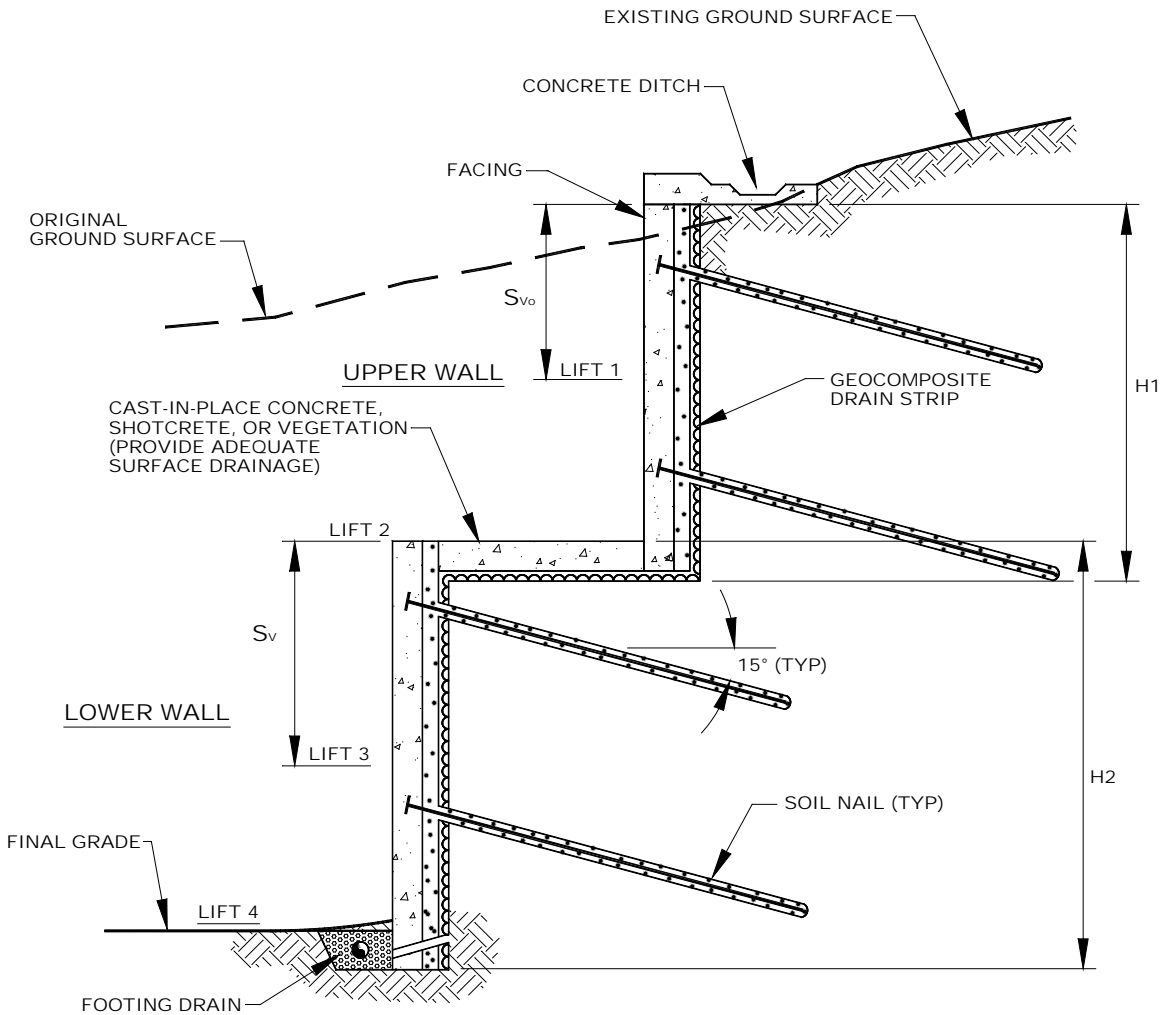 EXISTING GROUND SURFACE
CONCRETE DITCH
FACING
ORIGINAL
GROUND SURFACE
SVo
LIFT 1
UPPER WALL
H1
GEOCOMPOSITE
DRAIN STRIP
CAST-IN-PLACE CONCRETE,
SHOTCRETE, OR VEGETATION
(PROVIDE ADEQUATE
SURFACE DRAINAGE)
LIFT 2
SV
15° (TYP)
LOWER WALL
LIFT 3
H2
SOIL NAIL (TYP)
FINAL GRADE
LIFT 4
FOOTING DRAIN